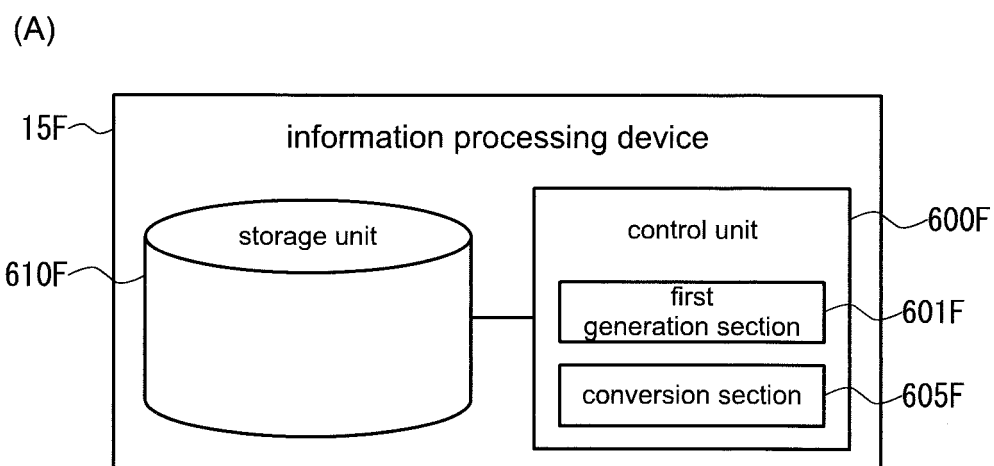 (A)
15F
information processing device
storage unit
control unit
600F
610F
first
generation section
601F
conversion section
605F